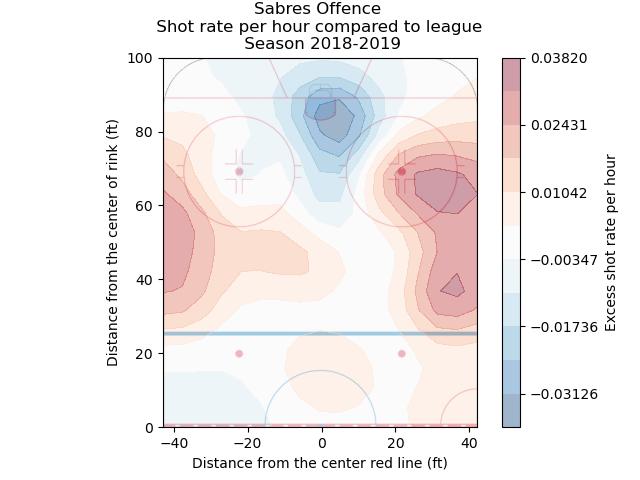 Sabres Offence
Shot rate per hour compared to league
Season 2018-2019
100
80
60
40
20
0
Distance from the center of rink (ft)
−40
−20
0
20
40
Distance from the center red line (ft)
0.03820
0.02431
0.01042
−0.00347
−0.01736
−0.03126
Excess shot rate per hour